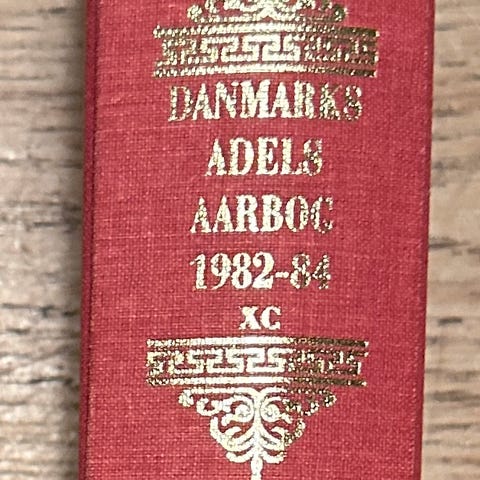 DANMARKS
ADELS
AARBOG
1982-84
XC